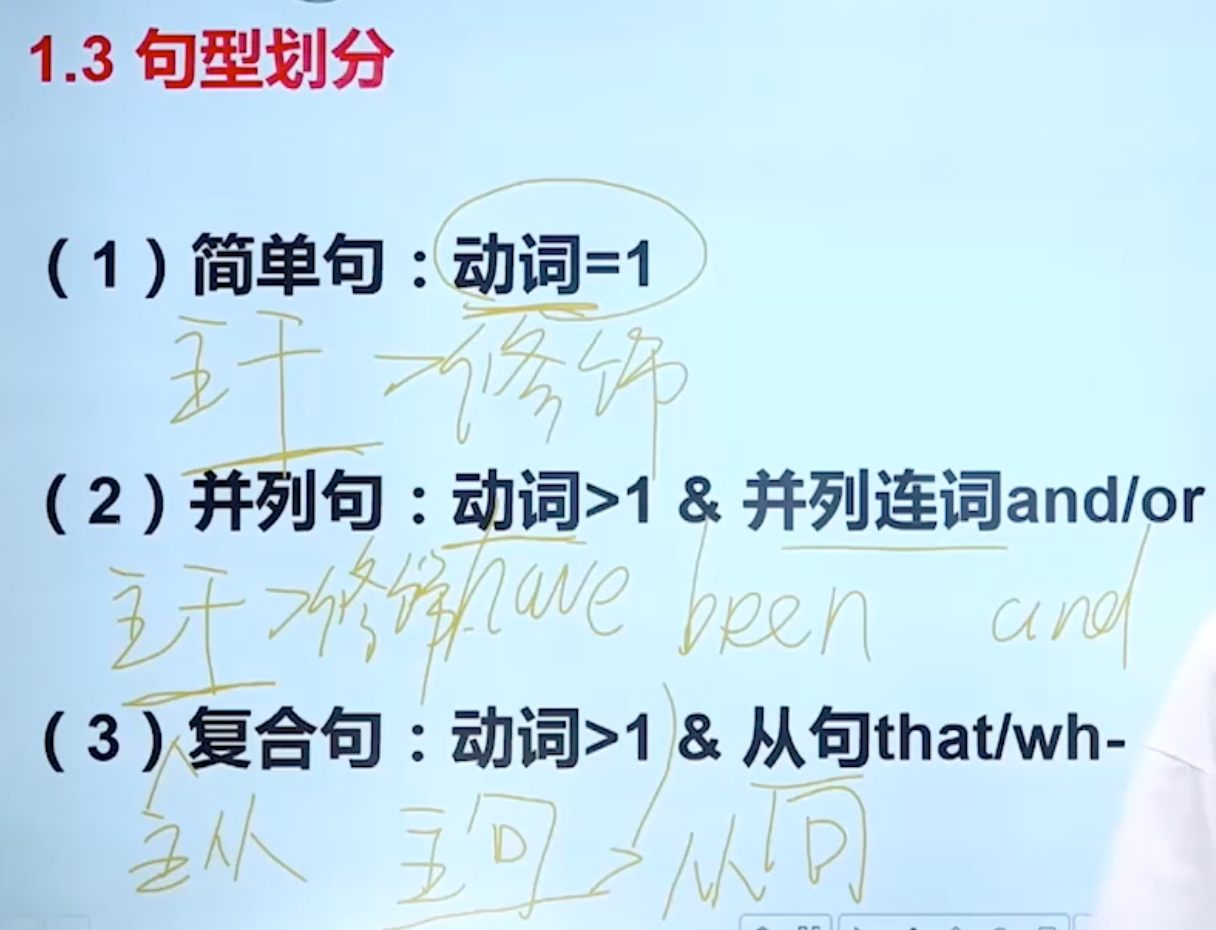 1.3 句型划分
（1）简单句：动词=1
主干 → 修饰
（2）并列句：动词>1 & 并列连词and/or
主干 → 修饰 have been and
（3）复合句：动词>1 & 从句that/wh-
主从 主句 → 从句